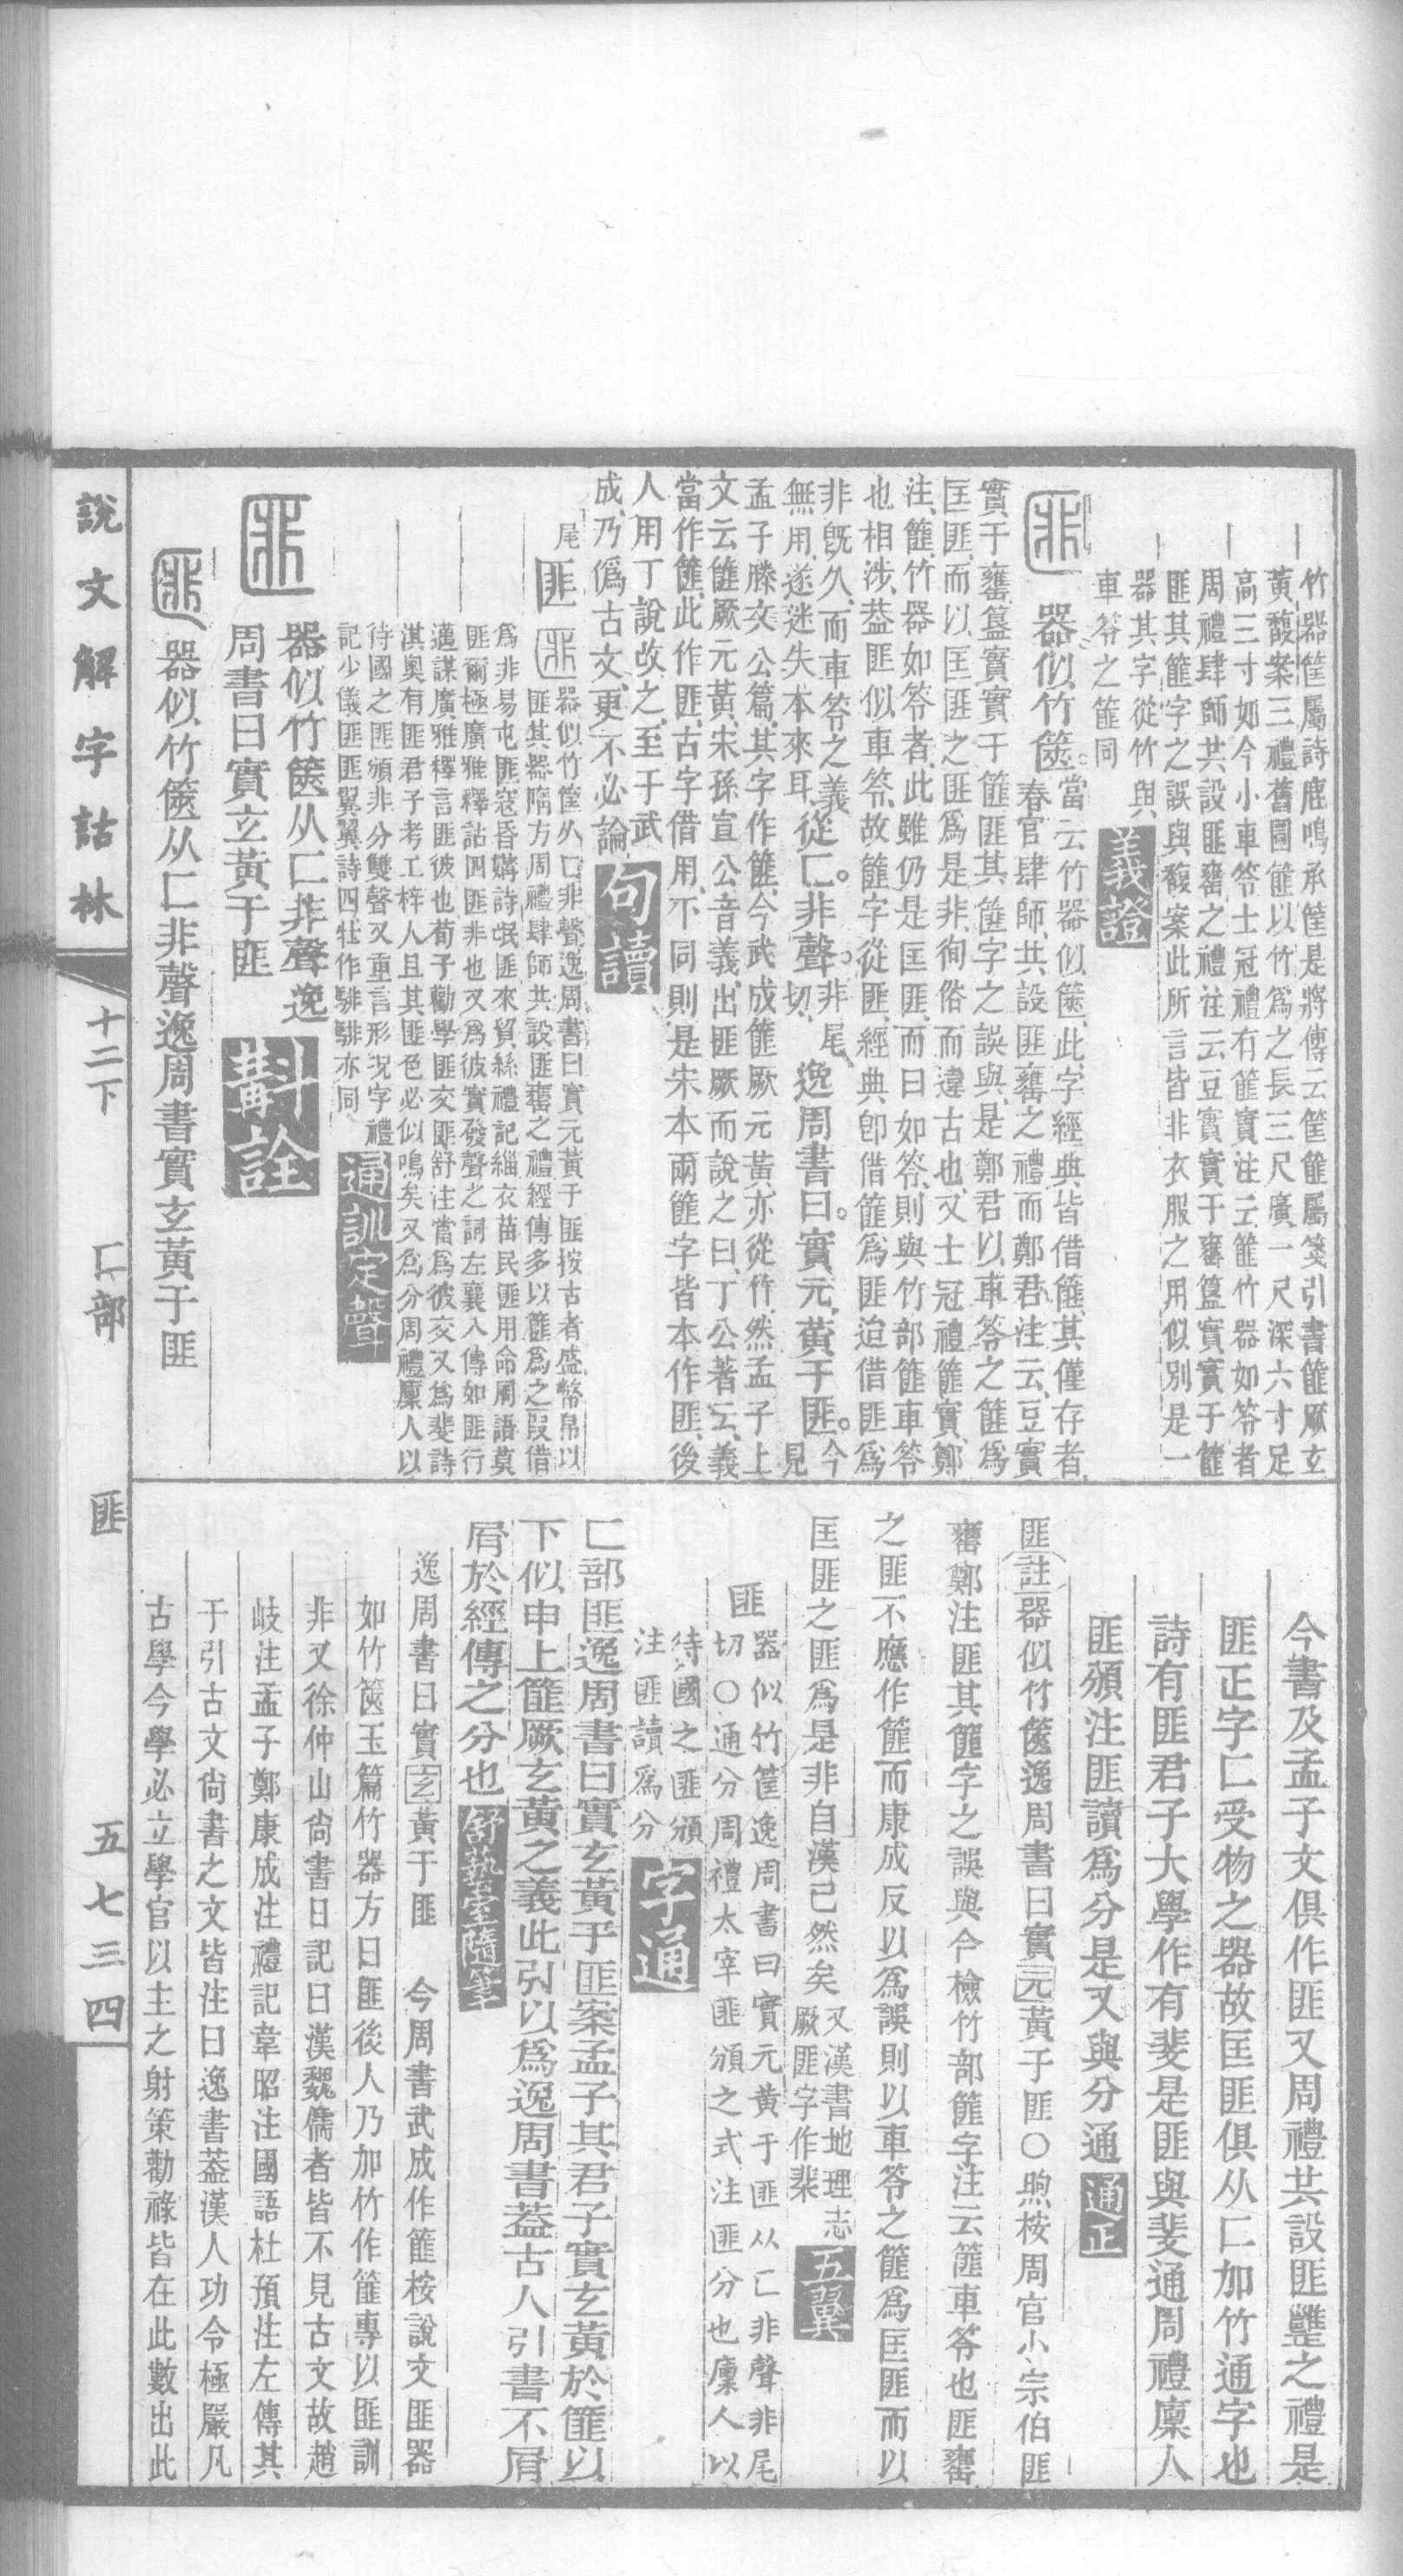 竹器筐屬詩鹿鳴承筐是將傳云筐篚屬箋引書篚厥玄
黃馥案三禮舊圖篚以竹爲之長三尺廣一尺深六寸足
高三寸如今小車笭士冠禮有篚實注云篚竹器如笭者
周禮肆師共設匪罋之禮注云豆實實于罋簋實實于篚
匪其篚字之誤與馥案此所言皆非衣服之用似別是一
器其字從竹與
車笭之篚同
義證
器似竹篋。當云竹器似篋、此字經典皆借篚、其僅存者、
春官肆師、共設匪罋之禮、而鄭君注云、豆實
實于罋、簋實實于篚、匪其篚字之誤與、是鄭君以車笭之篚爲
匡匪、而以匡匪之匪爲是非、徇俗而違古也、又士冠禮篚實、鄭
注、篚、竹器如笭者、此雖仍是匡匪、而曰如笭、則與竹部篚車笭
也相涉、葢匪似車笭、故篚字從匪、經典卽借篚爲匪、迨借匪爲
非旣久、而車笭之義
無用、遂迷失本來耳、從匚。非聲。非尾切、逸周書曰。實元黃于匪。今見
孟子滕文公篇、其字作篚、今武成篚厥元黃、亦從竹、然孟子上
文云篚厥元黃、宋孫宣公音義、出匪厥而說之曰、丁公著云、義
當作篚、此作匪、古字借用、不同、則是宋本兩篚字皆本作匪、後
人用丁說改之、至于武
成、乃僞古文、更不必論、
句讀
匪
尾
器似竹筐从匚非聲逸周書曰實元黃于匪按古者盛幣帛以
匪其器隋方周禮肆師共設匪罋之禮經傳多以篚爲之叚借
爲非易屯匪寇昏媾詩氓匪來貿絲禮記緇衣苗民匪用命周語莫
匪爾極廣雅釋詁四匪非也又爲彼實發聲之詞左襄八傳如匪行
邁謀廣雅釋言匪彼也荀子勸學匪交匪舒注當爲彼交又爲斐詩
淇奧有匪君子考工梓人且其匪色必似鳴矣又爲分周禮廩人以
待國之匪頒非分雙聲又重言形況字禮
記少儀匪匪翼翼詩四牡作騑騑亦同
通訓定聲
器似竹篋从匚非聲逸
周書曰實玄黃于匪
斠詮
器似竹篋从匚非聲逸周書實玄黃于匪
今書及孟子文俱作匪又周禮共設匪䜴之禮是
匪正字匚受物之器故匡匪俱从匚加竹通字也
詩有匪君子大學作有斐是匪與斐通周禮廩人
匪頒注匪讀爲分是又與分通
通正
匪註器似竹篋逸周書曰實元黃于匪〇煦桉周官小宗伯匪
罋鄭注匪其篚字之誤與今檢竹部篚字注云篚車笭也匪罋
之匪不應作篚而康成反以爲誤則以車笭之篚爲匡匪而以
匡匪之匪爲是非自漢已然矣又漢書地理志
厥匪字作棐
五翼
匪
器似竹筐逸周書曰實元黃于匪从匚非聲非尾
切〇通分周禮太宰匪頒之式注匪分也廩人以
待國之匪頒
注匪讀爲分
字通
匚部匪逸周書曰實玄黃于匪案孟子其君子實玄黃於篚以
下似申上篚厥玄黃之義此引以爲逸周書葢古人引書不屑
屑於經傳之分也
舒藝室隨筆
逸周書曰實玄黃于匪　今周書武成作篚桉說文匪器
如竹篋玉篇竹器方曰匪後人乃加竹作篚專以匪訓
非又徐仲山尙書日記曰漢魏儒者皆不見古文故趙
岐注孟子鄭康成注禮記韋昭注國語杜預注左傳其
于引古文尙書之文皆注曰逸書葢漢人功令極嚴凡
古學今學必立學官以主之射策勸祿皆在此數出此
說文解字詁林
十二下
匚部
匪
五七三四